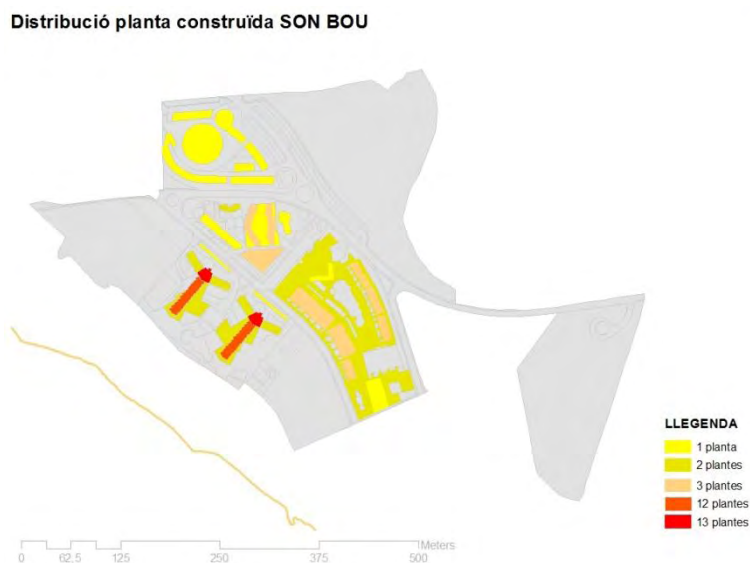 Distribució planta construïda SON BOU
LLEGENDA
1 planta
2 plantes
3 plantes
12 plantes
13 plantes
Meters
0 62,5 125 250 375 500